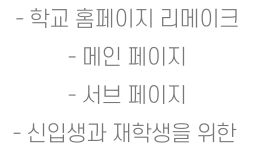 - 학교 홈페이지 리메이크
- 메인 페이지
- 서브 페이지
- 신입생과 재학생을 위한